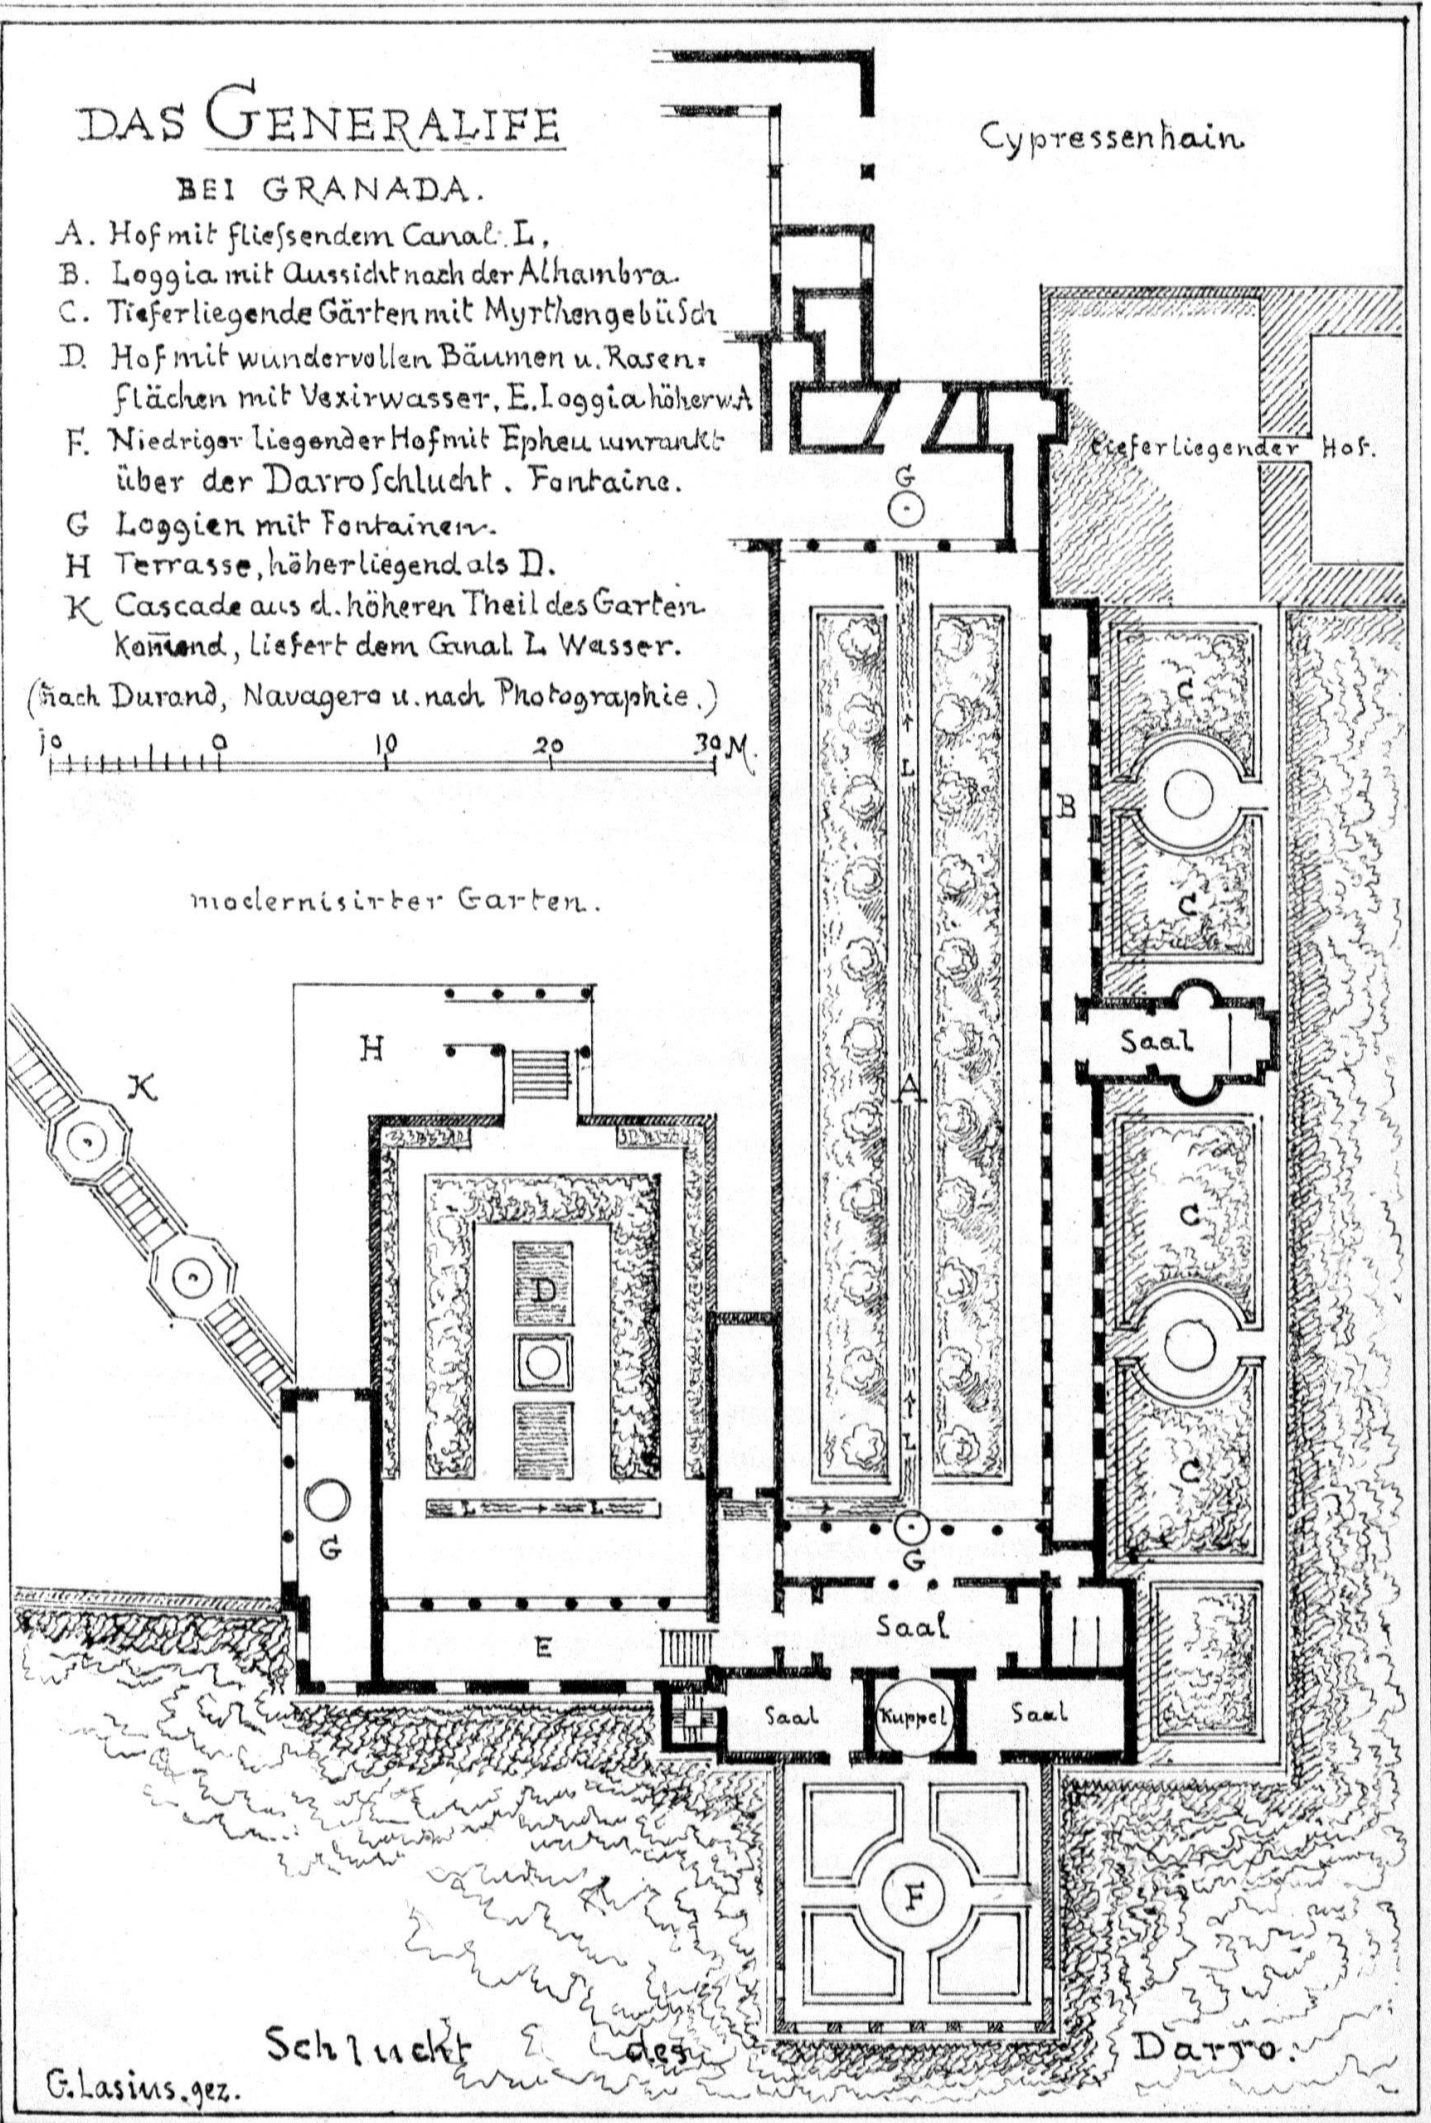 DAS GENERALIFE
BEI GRANADA.
A. Hof mit flieſsendem Canal. L.
B. Loggia mit Aussicht nach der Alhambra.
C. Tieferliegende Gärten mit Myrthengebüſch
D. Hof mit wundervollen Bäumen u. Rasen=
flächen mit Vexirwasser, E. Loggia höher w. A
F. Niedriger liegender Hof mit Epheu umrankt
über der Darroſchlucht. Fontaine.
G Loggien mit Fontainen.
H Terrasse, höherliegend als D.
K Cascade aus d. höheren Theil des Garten
kom̄end, liefert dem Canal L Wasser.
(nach Durand, Navagero u. nach Photographie.)
10 0 10 20 30 M.
Cypressenhain
tieferliegender Hof.
G
C
L
B
C
modernisirter Garten.
Saal
H
K
A
C
D
L
C
L L
G
G
Saal
E
Saal
Kuppel
Saal
F
Schlucht des Darro.
G. Lasius. gez.